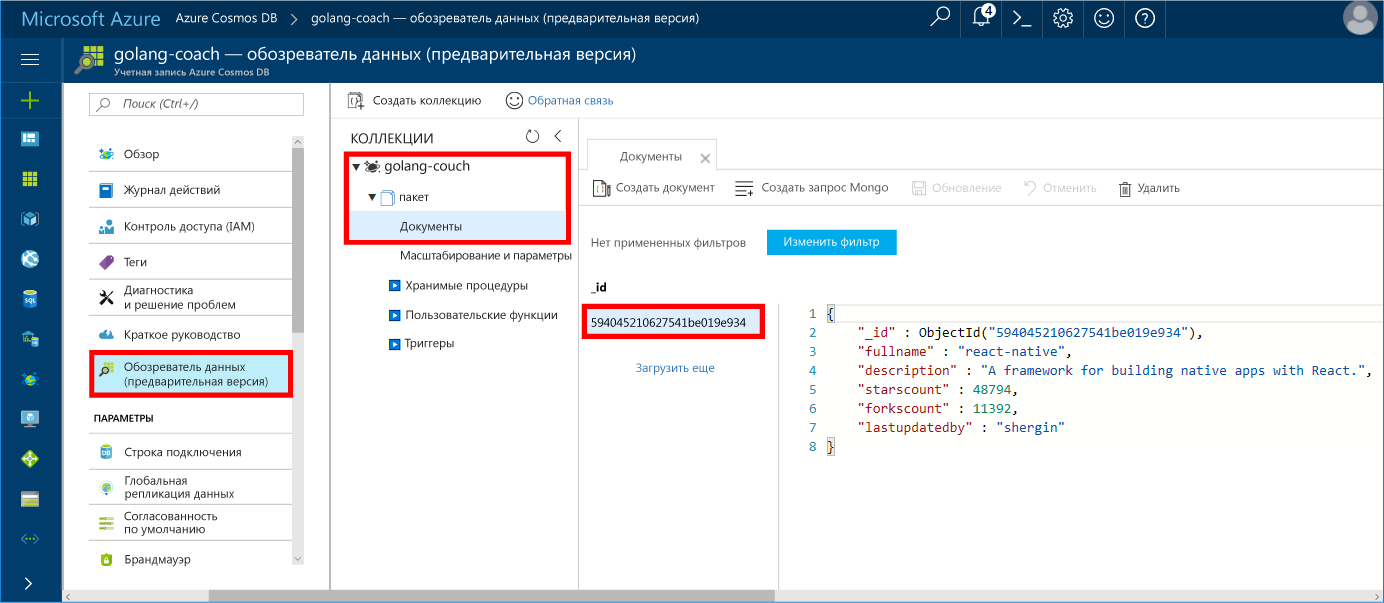 Microsoft Azure Azure Cosmos DB > golang-coach — обозреватель данных (предварительная версия)
4
golang-coach — обозреватель данных (предварительная версия)
Учетная запись Azure Cosmos DB
Поиск (Ctrl+/)
Обзор
Журнал действий
Контроль доступа (IAM)
Теги
Диагностика
и решение проблем
Краткое руководство
Обозреватель данных
(предварительная версия)
ПАРАМЕТРЫ
Строка подключения
Глобальная
репликация данных
Согласованность
по умолчанию
Брандмауэр
SQL
DB
Создать коллекцию Обратная связь
КОЛЛЕКЦИИ
golang-couch
пакет
Документы
Масштабирование и параметры
Хранимые процедуры
Пользовательские функции
Триггеры
Документы
Создать документ Создать запрос Mongo Обновление Отменить Удалить
Нет примененных фильтров Изменить фильтр
_id
594045210627541be019e934
Загрузить еще
1 {
2 "_id" : ObjectId("594045210627541be019e934"),
3 "fullname" : "react-native",
4 "description" : "A framework for building native apps with React.",
5 "starscount" : 48794,
6 "forkscount" : 11392,
7 "lastupdatedby" : "shergin"
8 }